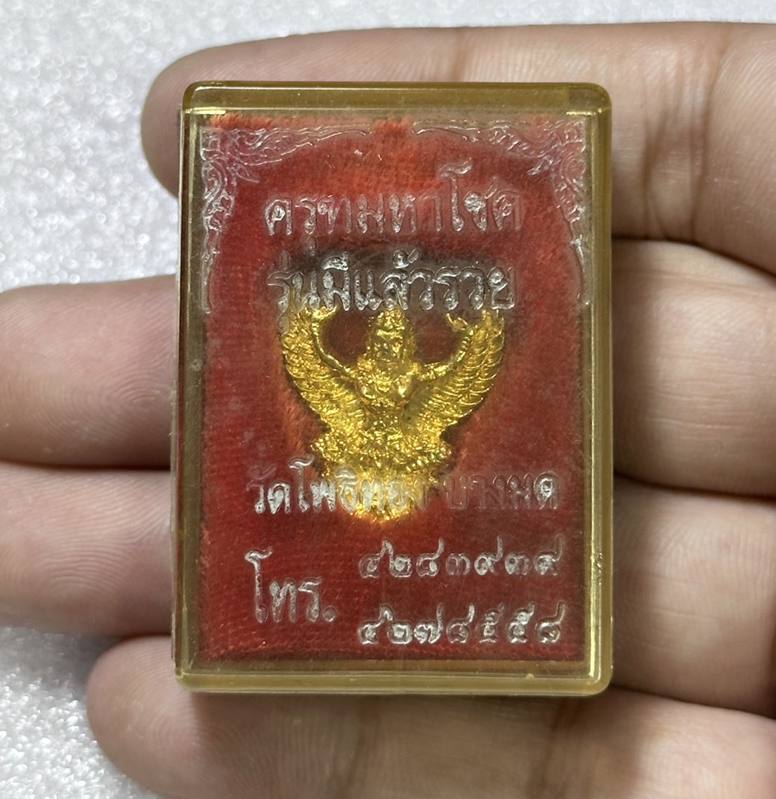 ครุฑมหาโชค
รุ่นมีแล้วรวย
วัดโพธิทอง บางมด
โทร. ๔๒๘๓๙๓๙
๔๒๗๘๕๕๘